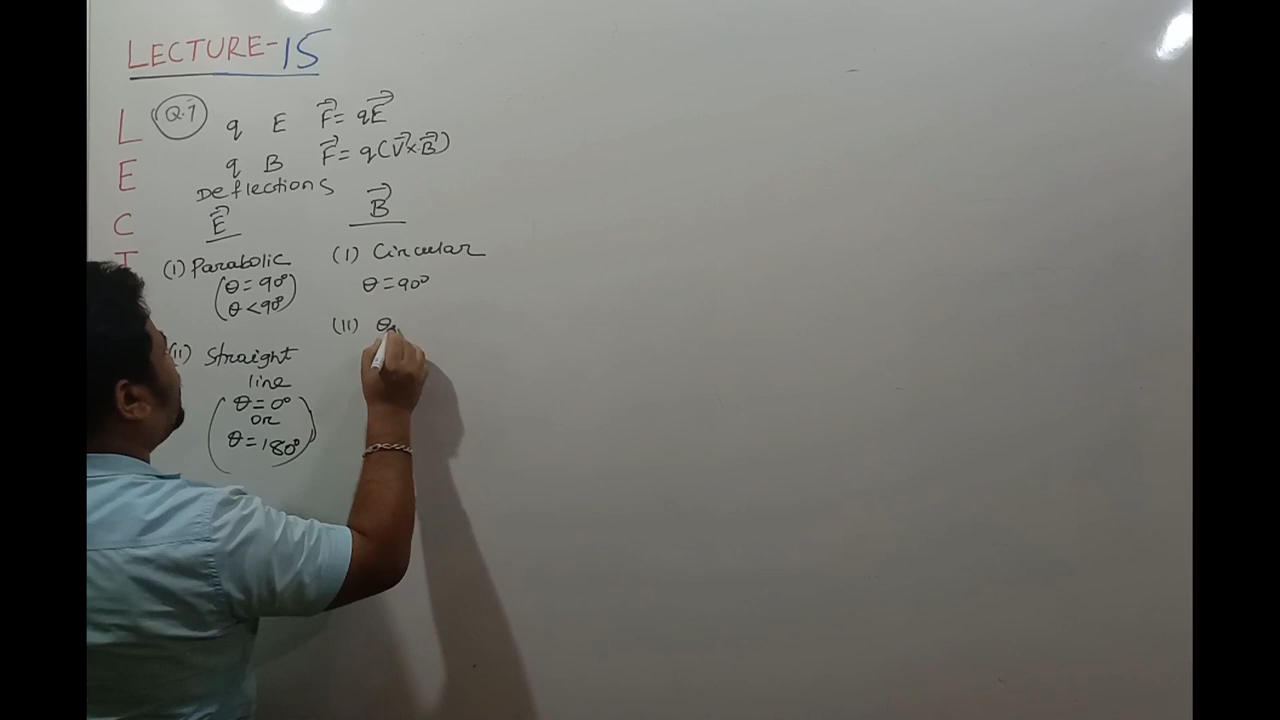 LECTURE-15
L
E
C
T
Q.1
q E F⃗ = qE⃗
q B F⃗ = q(V⃗×B⃗)
Deflections
E⃗
(I) Parabolic
(θ = 90°
θ < 90°)
(II) Straight
line
(θ = 0°
OR
θ = 180°)
B⃗
(I) Circular
θ = 90°
(II) θ